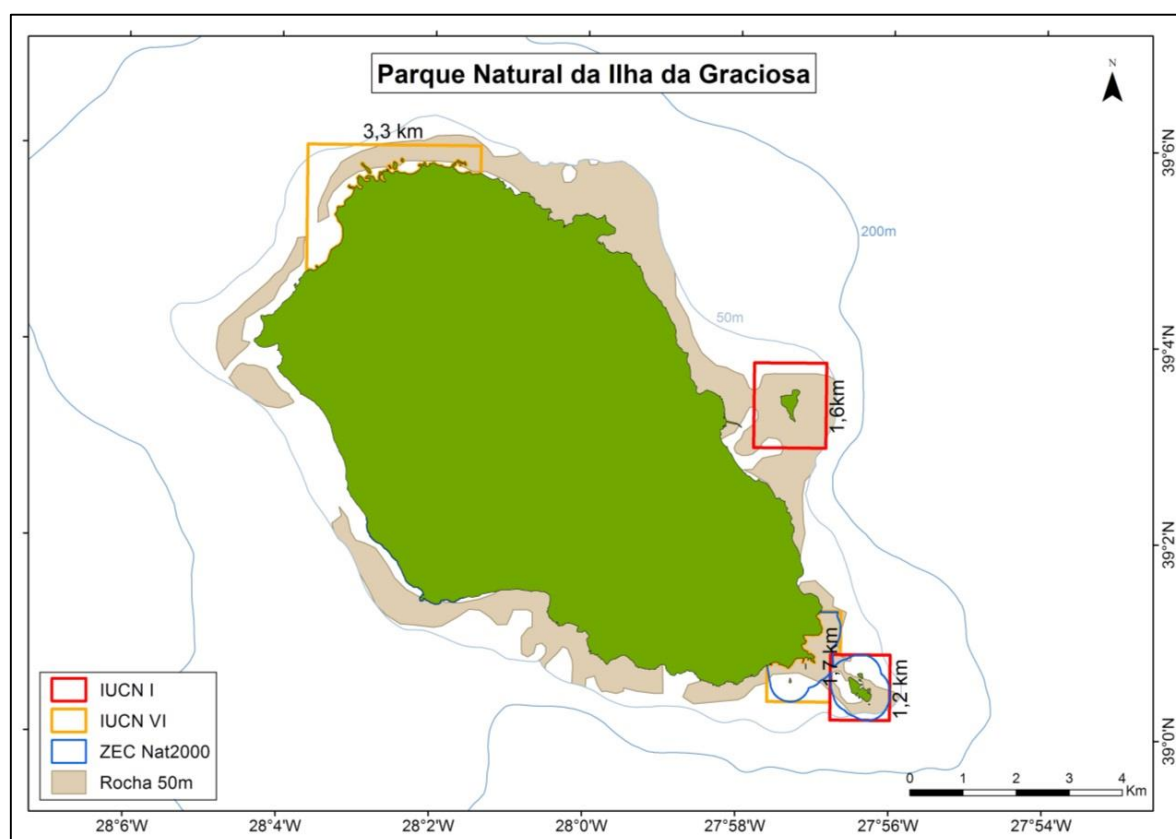 Parque Natural da Ilha da Graciosa
N
3,3 km
39°6'N
200m
50m
39°4'N
1,6km
39°2'N
1,7 km
1,2 km
39°0'N
IUCN I
IUCN VI
ZEC Nat2000
Rocha 50m
0 1 2 3 4
Km
28°6'W 28°4'W 28°2'W 28°0'W 27°58'W 27°56'W 27°54'W